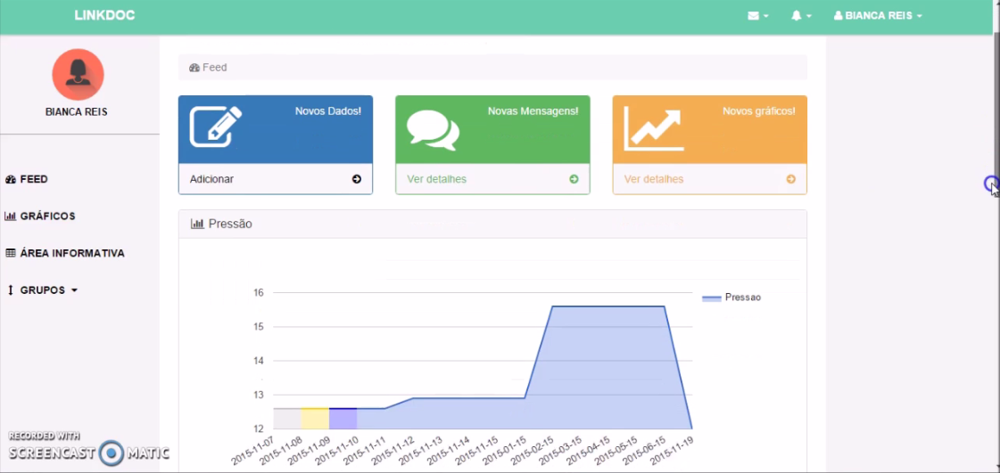 LINKDOC
BIANCA REIS
BIANCA REIS
FEED
GRÁFICOS
ÁREA INFORMATIVA
GRUPOS
Feed
Novos Dados!
Adicionar
Novas Mensagens!
Ver detalhes
Novos gráficos!
Ver detalhes
Pressão
16
15
14
13
12
Pressao
2015-11-07
2015-11-08
2015-11-09
2015-11-10
2015-11-11
2015-11-12
2015-11-13
2015-11-14
2015-11-15
2015-01-15
2015-02-15
2015-03-15
2015-04-15
2015-05-15
2015-06-15
2015-11-19
RECORDED WITH
SCREENCAST MATIC